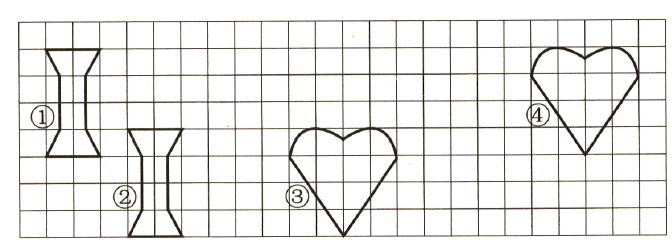 ①
②
③
④